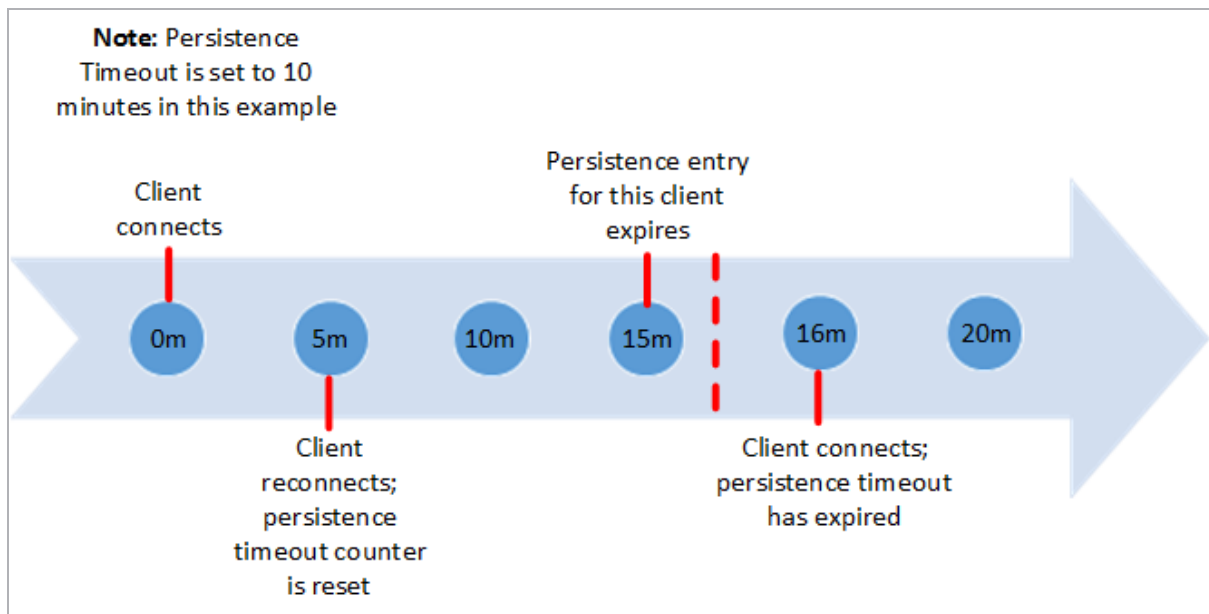 Note: Persistence
Timeout is set to 10
minutes in this example
Client
connects
Persistence entry
for this client
expires
0m
5m
10m
15m
16m
20m
Client
reconnects;
persistence
timeout counter
is reset
Client connects;
persistence timeout
has expired